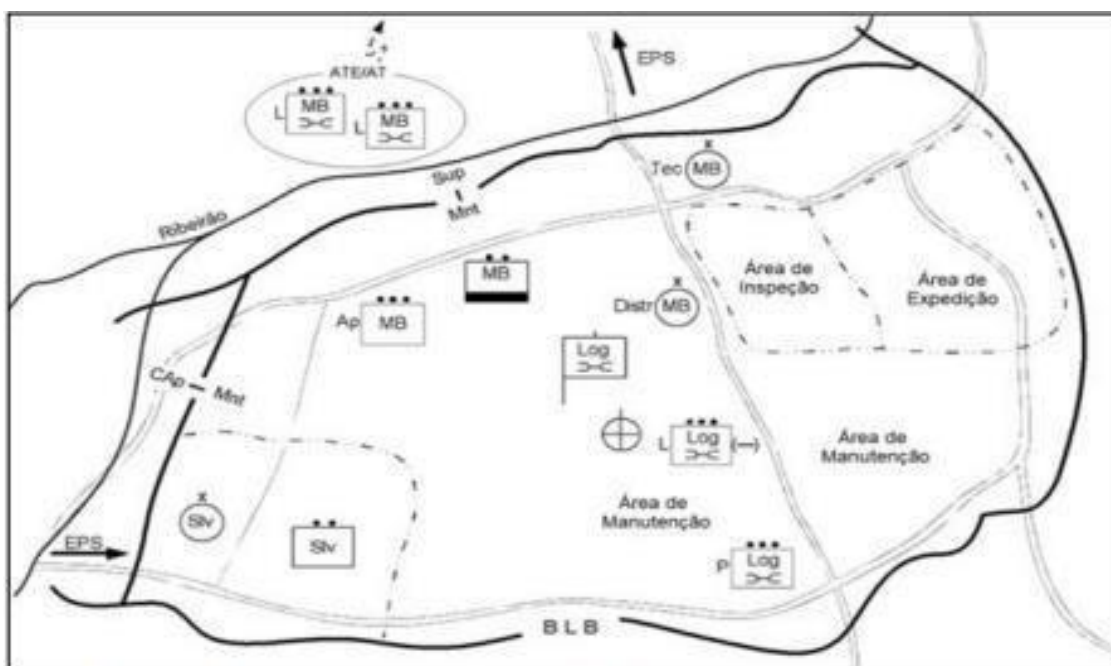 ATE/AT
L MB
L MB
EPS
Ribeirão
Sup
Mnt
Tec
x
MB
MB
Ap MB
Distr
x
MB
Área de
Inspeção
Área de
Expedição
Log
CAp
Mnt
L Log (—)
Área de
Manutenção
Área de
Manutenção
x
Slv
Slv
EPS
P Log
B L B